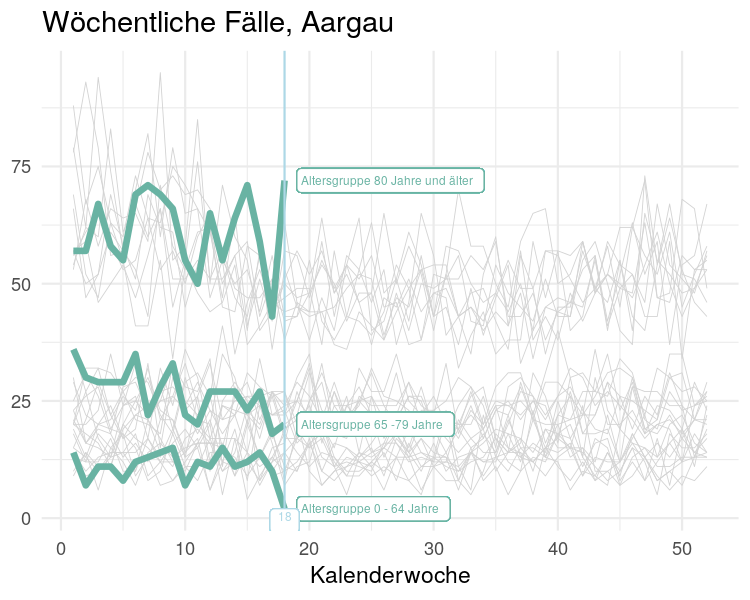 Wöchentliche Fälle, Aargau
75
50
25
0
Altersgruppe 80 Jahre und älter
Altersgruppe 65 -79 Jahre
Altersgruppe 0 - 64 Jahre
18
0
10
20
30
40
50
Kalenderwoche